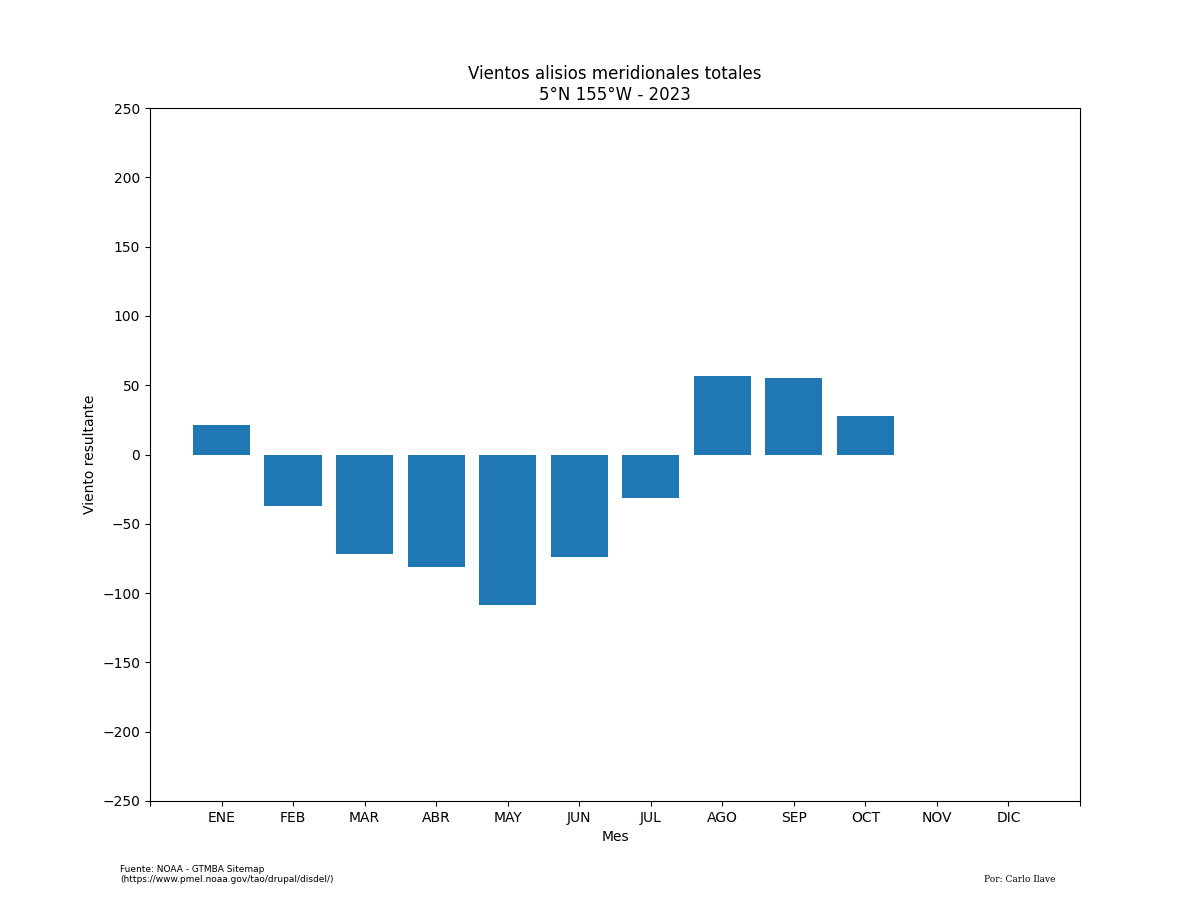 Vientos alisios meridionales totales
5°N 155°W - 2023
250
200
150
100
50
0
−50
−100
−150
−200
−250
Viento resultante
ENE FEB MAR ABR MAY JUN JUL AGO SEP OCT NOV DIC
Mes
Fuente: NOAA - GTMBA Sitemap
(https://www.pmel.noaa.gov/tao/drupal/disdel/)
Por: Carlo Ilave